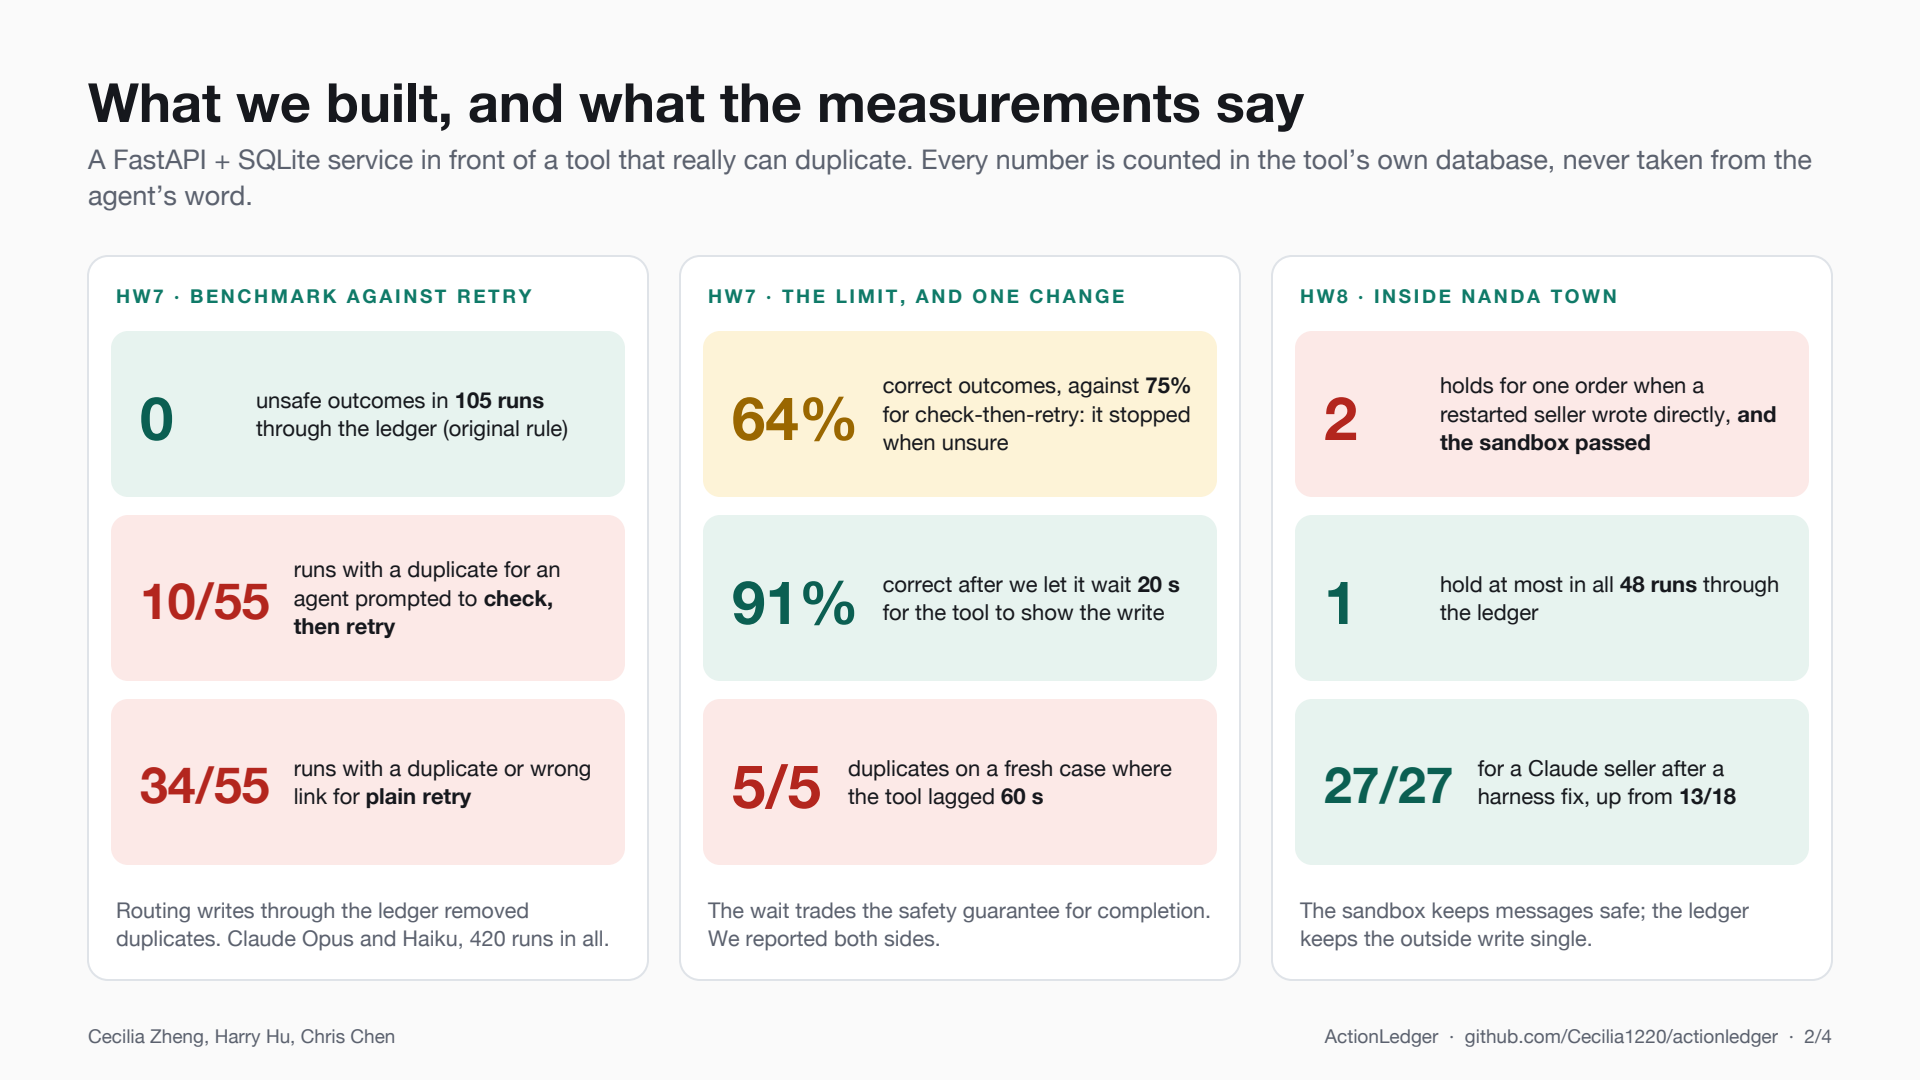 What we built, and what the measurements say
A FastAPI + SQLite service in front of a tool that really can duplicate. Every number is counted in the tool’s own database, never taken from the
agent’s word.
HW7 · BENCHMARK AGAINST RETRY
0
unsafe outcomes in 105 runs
through the ledger (original rule)
10/55
runs with a duplicate for an
agent prompted to check,
then retry
34/55
runs with a duplicate or wrong
link for plain retry
Routing writes through the ledger removed
duplicates. Claude Opus and Haiku, 420 runs in all.
HW7 · THE LIMIT, AND ONE CHANGE
64%
correct outcomes, against 75%
for check-then-retry: it stopped
when unsure
91%
correct after we let it wait 20 s
for the tool to show the write
5/5
duplicates on a fresh case where
the tool lagged 60 s
The wait trades the safety guarantee for completion.
We reported both sides.
HW8 · INSIDE NANDA TOWN
2
holds for one order when a
restarted seller wrote directly, and
the sandbox passed
1
hold at most in all 48 runs through
the ledger
27/27
for a Claude seller after a
harness fix, up from 13/18
The sandbox keeps messages safe; the ledger
keeps the outside write single.
Cecilia Zheng, Harry Hu, Chris Chen
ActionLedger · github.com/Cecilia1220/actionledger · 2/4